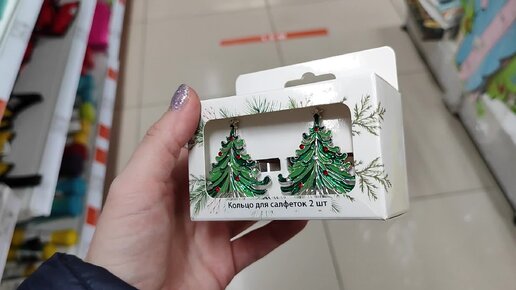 Кольцо для салфеток 2 шт